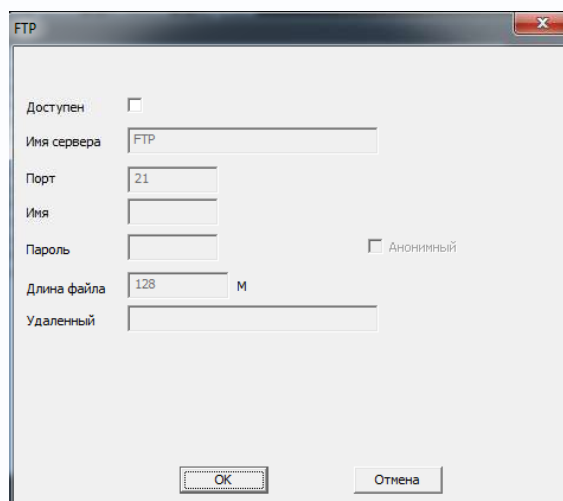 FTP
Доступен
Имя сервера FTP
Порт 21
Имя
Пароль Анонимный
Длина файла 128 M
Удаленный
OK Отмена